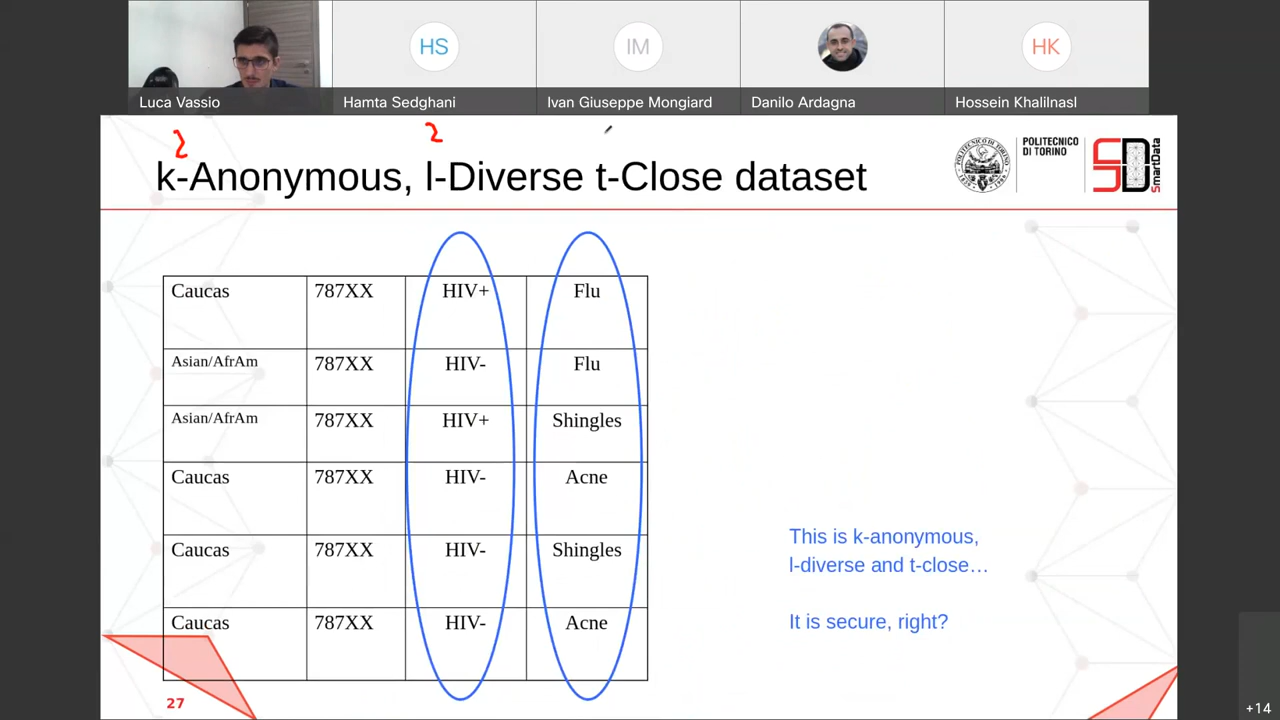 HS
IM
HK
Luca Vassio
Hamta Sedghani
Ivan Giuseppe Mongiard
Danilo Ardagna
Hossein Khalilnasl
2
2
k-Anonymous, l-Diverse t-Close dataset
POLITECNICO
DI TORINO
SD
SmartData
Caucas 787XX HIV+ Flu
Asian/AfrAm 787XX HIV- Flu
Asian/AfrAm 787XX HIV+ Shingles
Caucas 787XX HIV- Acne
Caucas 787XX HIV- Shingles
Caucas 787XX HIV- Acne
This is k-anonymous,
l-diverse and t-close…
It is secure, right?
27
+14